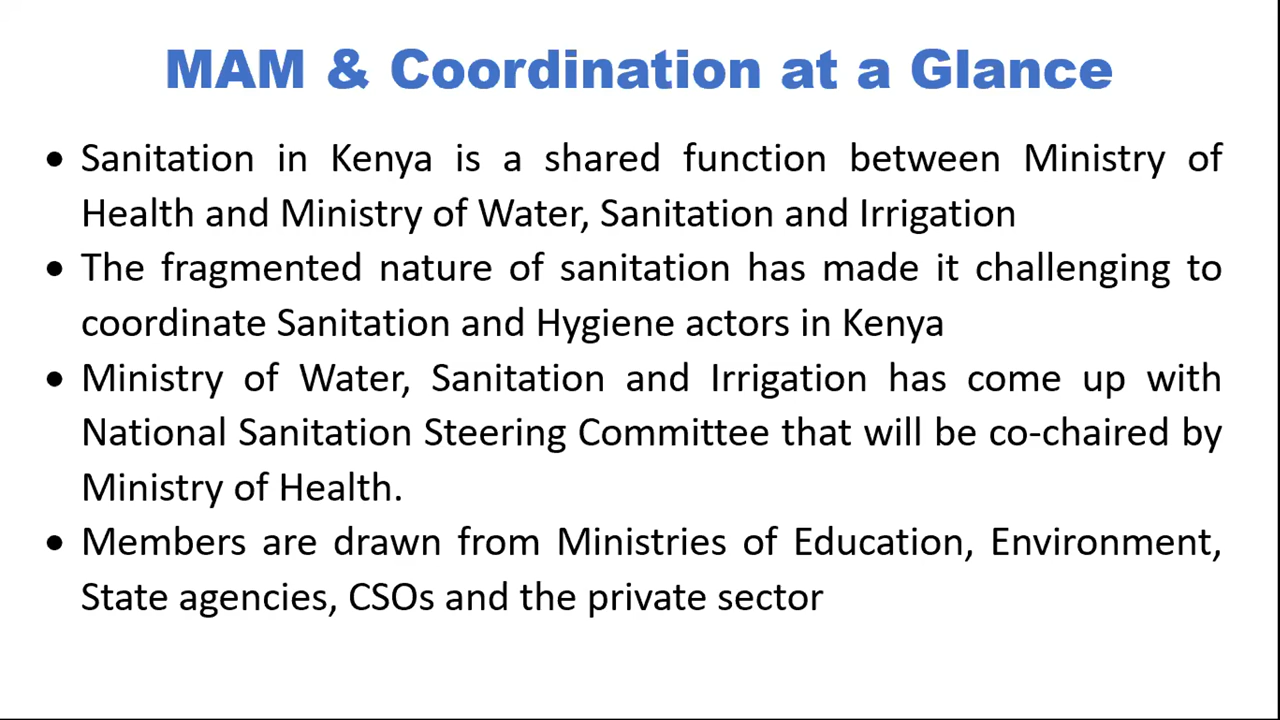 MAM & Coordination at a Glance
• Sanitation in Kenya is a shared function between Ministry of
Health and Ministry of Water, Sanitation and Irrigation
• The fragmented nature of sanitation has made it challenging to
coordinate Sanitation and Hygiene actors in Kenya
• Ministry of Water, Sanitation and Irrigation has come up with
National Sanitation Steering Committee that will be co-chaired by
Ministry of Health.
• Members are drawn from Ministries of Education, Environment,
State agencies, CSOs and the private sector